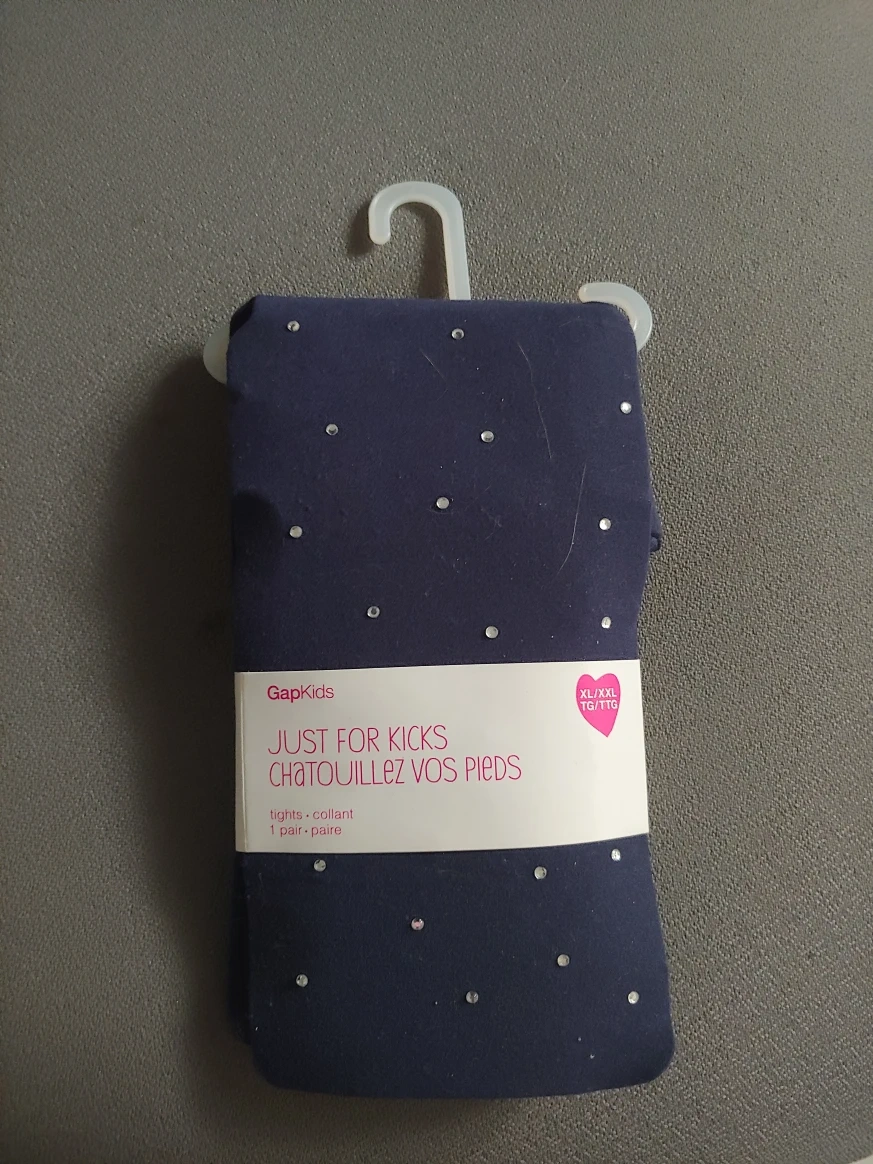 GapKids
XL/XXL
TG/TTG
JUST FOR KICKS
CHATOUILLEZ VOS PIEDS
tights • collant
1 pair • paire